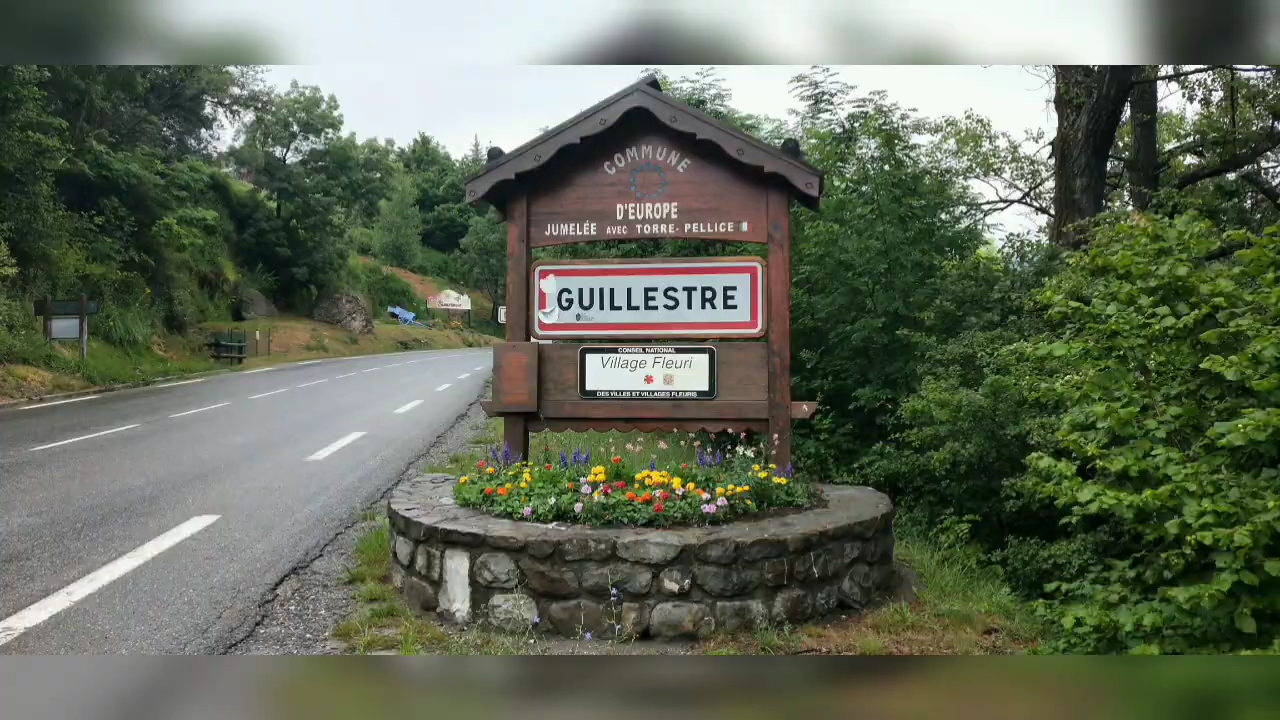 COMMUNE
D'EUROPE
JUMELÉE AVEC TORRE-PELLICE
GUILLESTRE
CONSEIL NATIONAL
Village Fleuri
DES VILLES ET VILLAGES FLEURIS